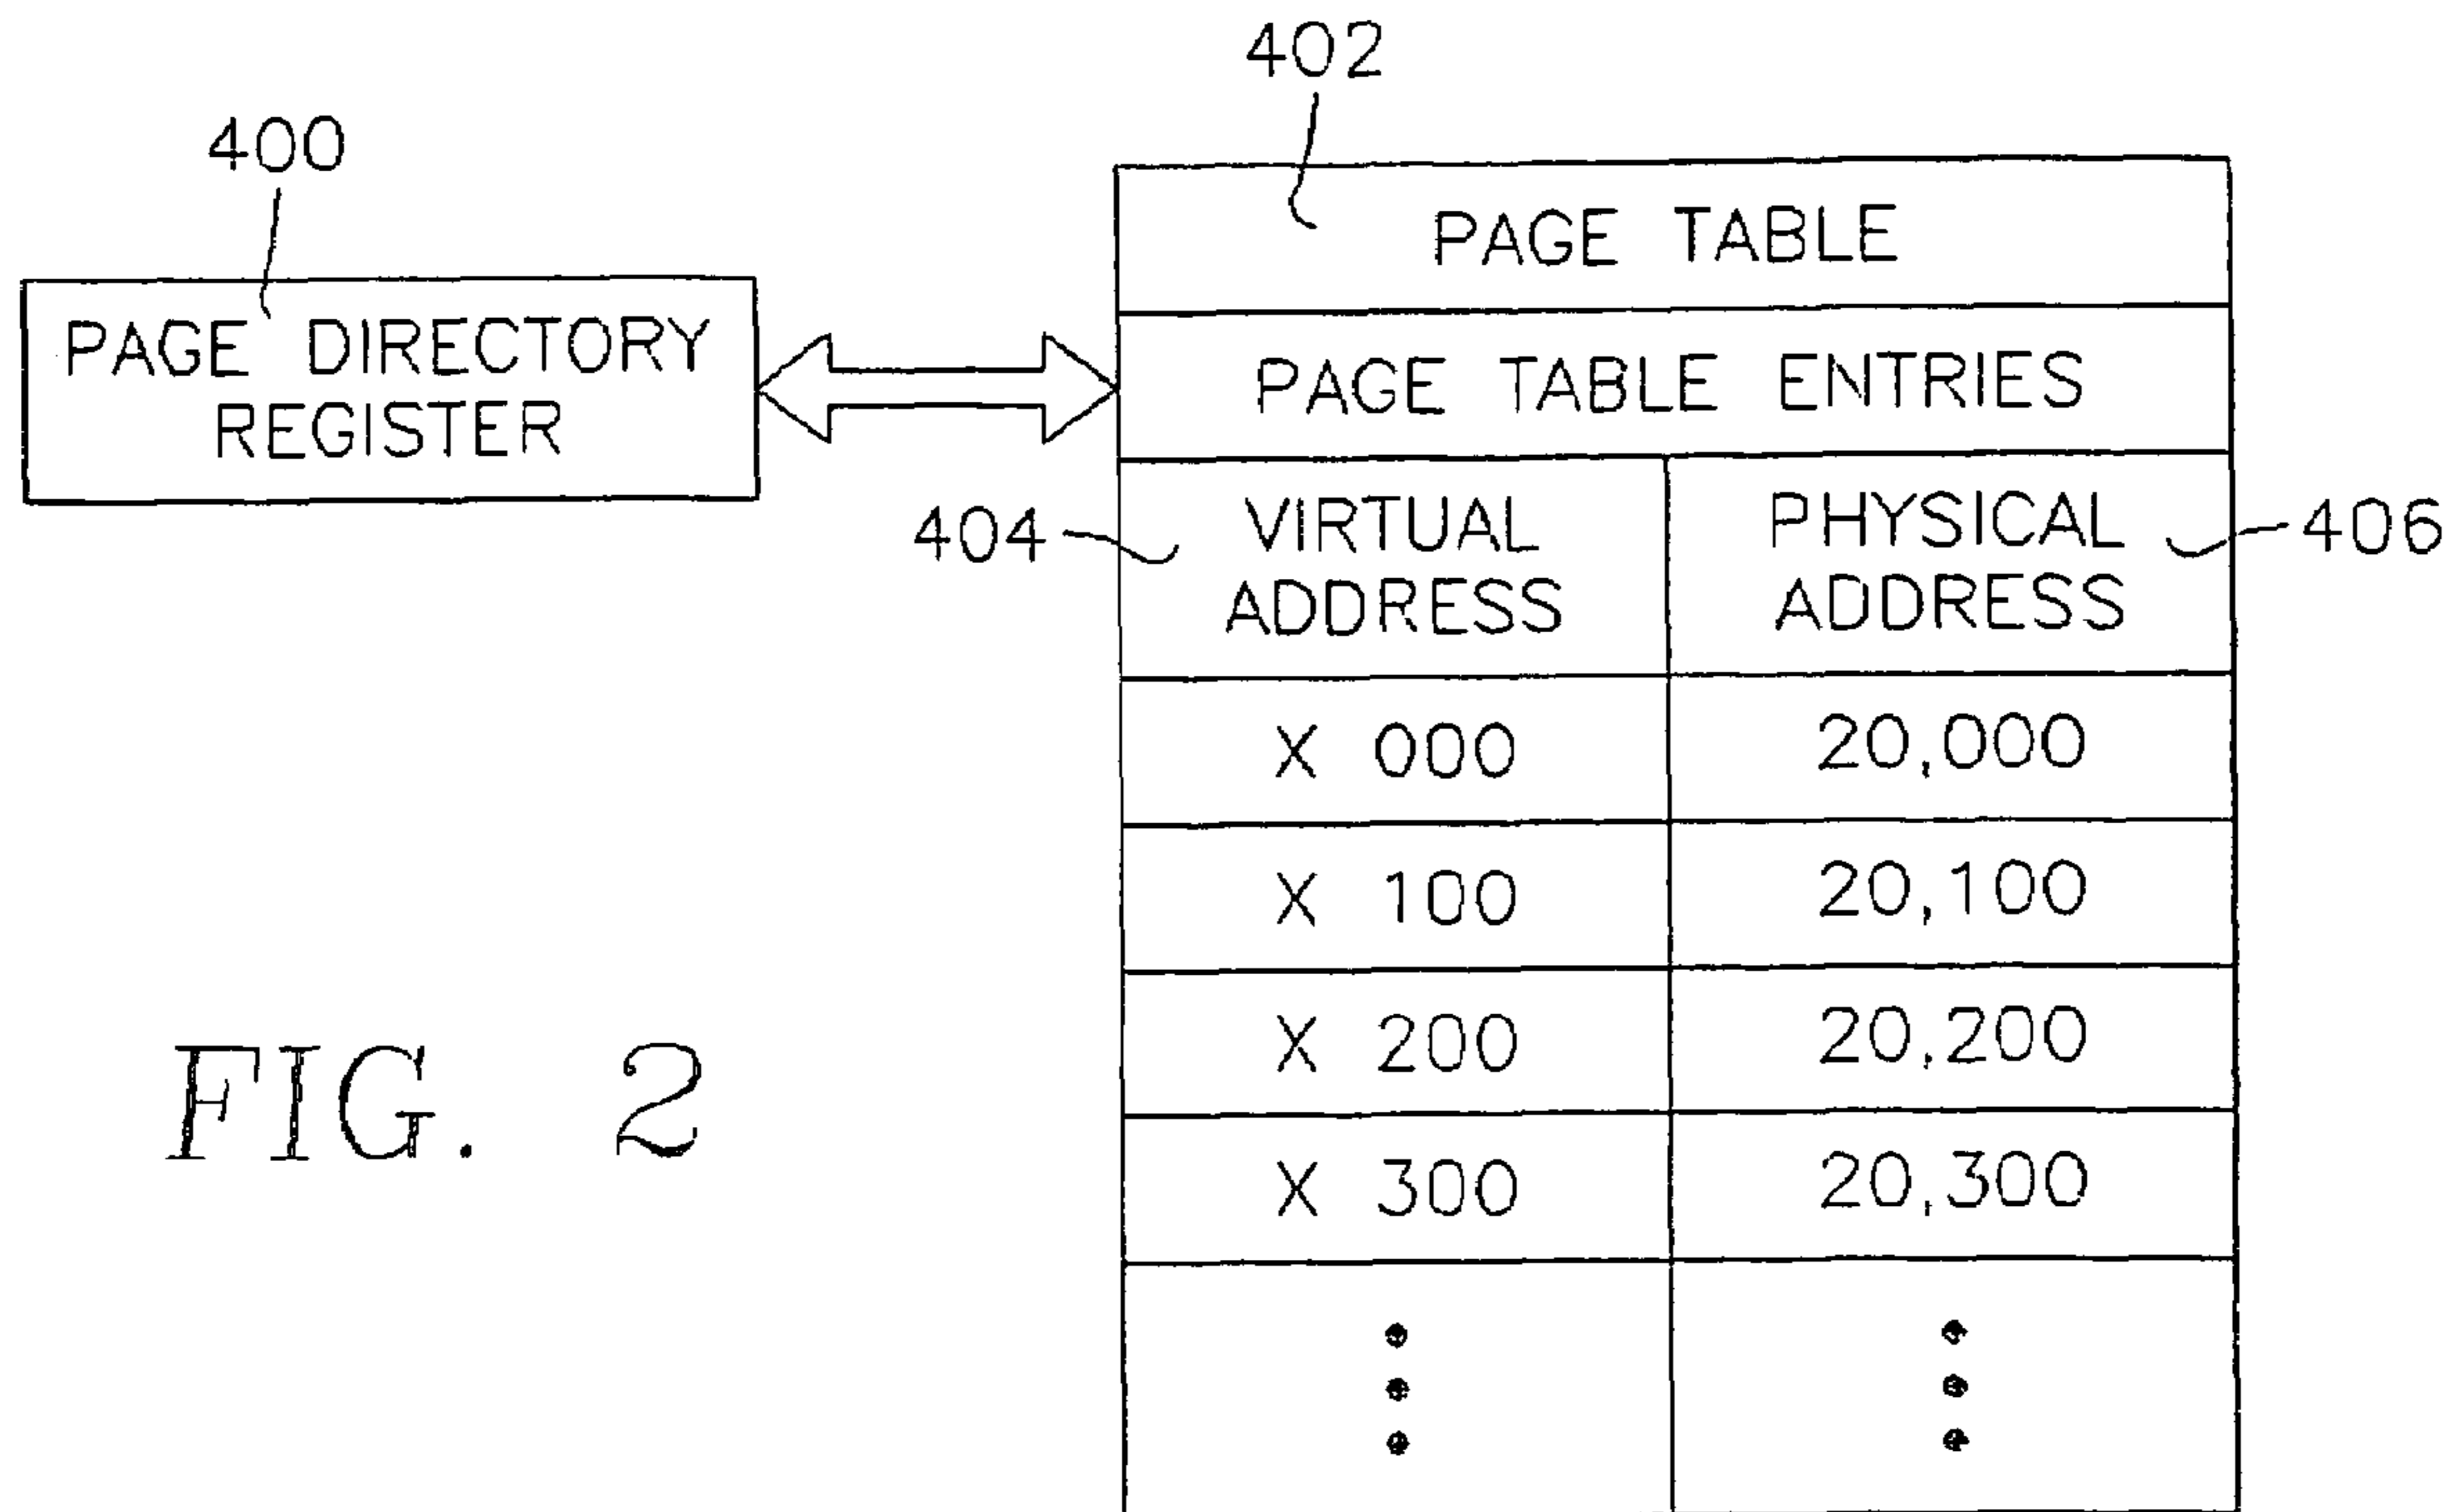 402
400
PAGE TABLE
PAGE DIRECTORY
REGISTER
PAGE TABLE ENTRIES
404
VIRTUAL
ADDRESS
PHYSICAL
ADDRESS
406
X 000
20,000
X 100
20,100
X 200
20,200
X 300
20,300
FIG. 2